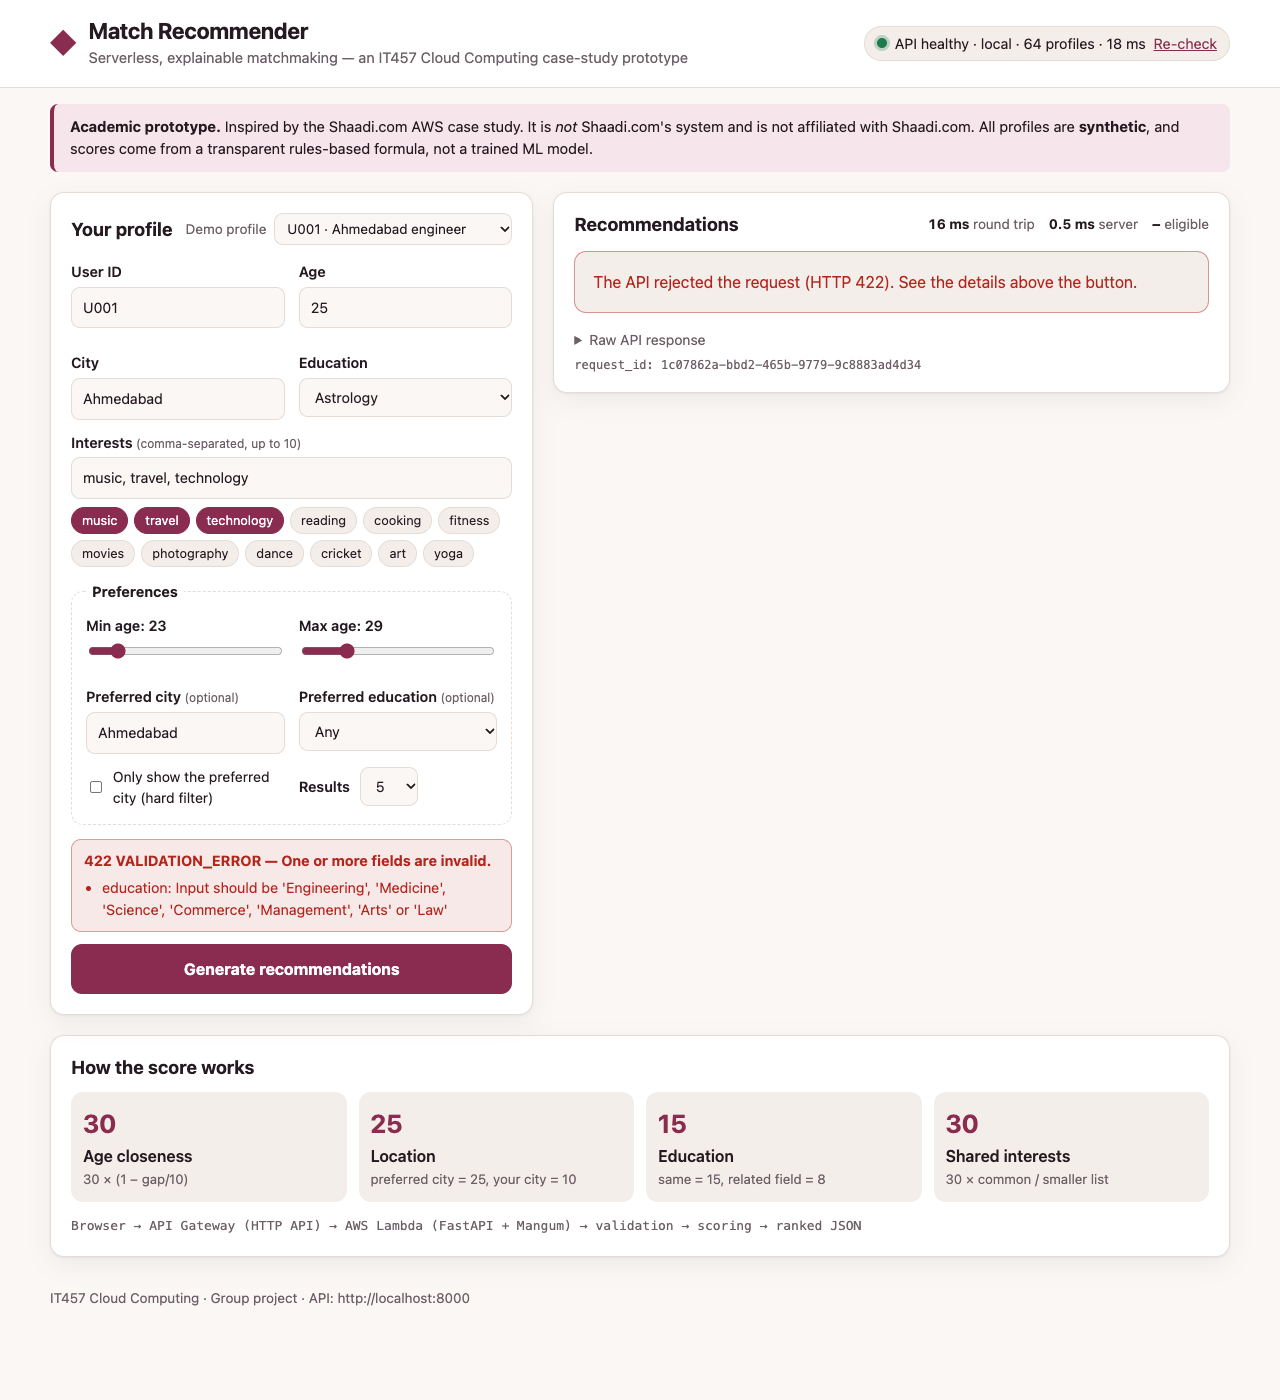 Match Recommender
Serverless, explainable matchmaking — an IT457 Cloud Computing case-study prototype
API healthy · local · 64 profiles · 18 ms Re-check
Academic prototype. Inspired by the Shaadi.com AWS case study. It is not Shaadi.com's system and is not affiliated with Shaadi.com. All profiles are synthetic, and
scores come from a transparent rules-based formula, not a trained ML model.
Your profile
Demo profile
U001 · Ahmedabad engineer
User ID
Age
U001
25
City
Education
Ahmedabad
Astrology
Interests (comma-separated, up to 10)
music, travel, technology
music travel technology reading cooking fitness
movies photography dance cricket art yoga
Preferences
Min age: 23
Max age: 29
Preferred city (optional)
Preferred education (optional)
Ahmedabad
Any
Only show the preferred
city (hard filter)
Results
5
422 VALIDATION_ERROR — One or more fields are invalid.
• education: Input should be 'Engineering', 'Medicine',
'Science', 'Commerce', 'Management', 'Arts' or 'Law'
Generate recommendations
Recommendations
16 ms round trip 0.5 ms server – eligible
The API rejected the request (HTTP 422). See the details above the button.
Raw API response
request_id: 1c07862a-bbd2-465b-9779-9c8883ad4d34
How the score works
30
Age closeness
30 × (1 − gap/10)
25
Location
preferred city = 25, your city = 10
15
Education
same = 15, related field = 8
30
Shared interests
30 × common / smaller list
Browser → API Gateway (HTTP API) → AWS Lambda (FastAPI + Mangum) → validation → scoring → ranked JSON
IT457 Cloud Computing · Group project · API: http://localhost:8000